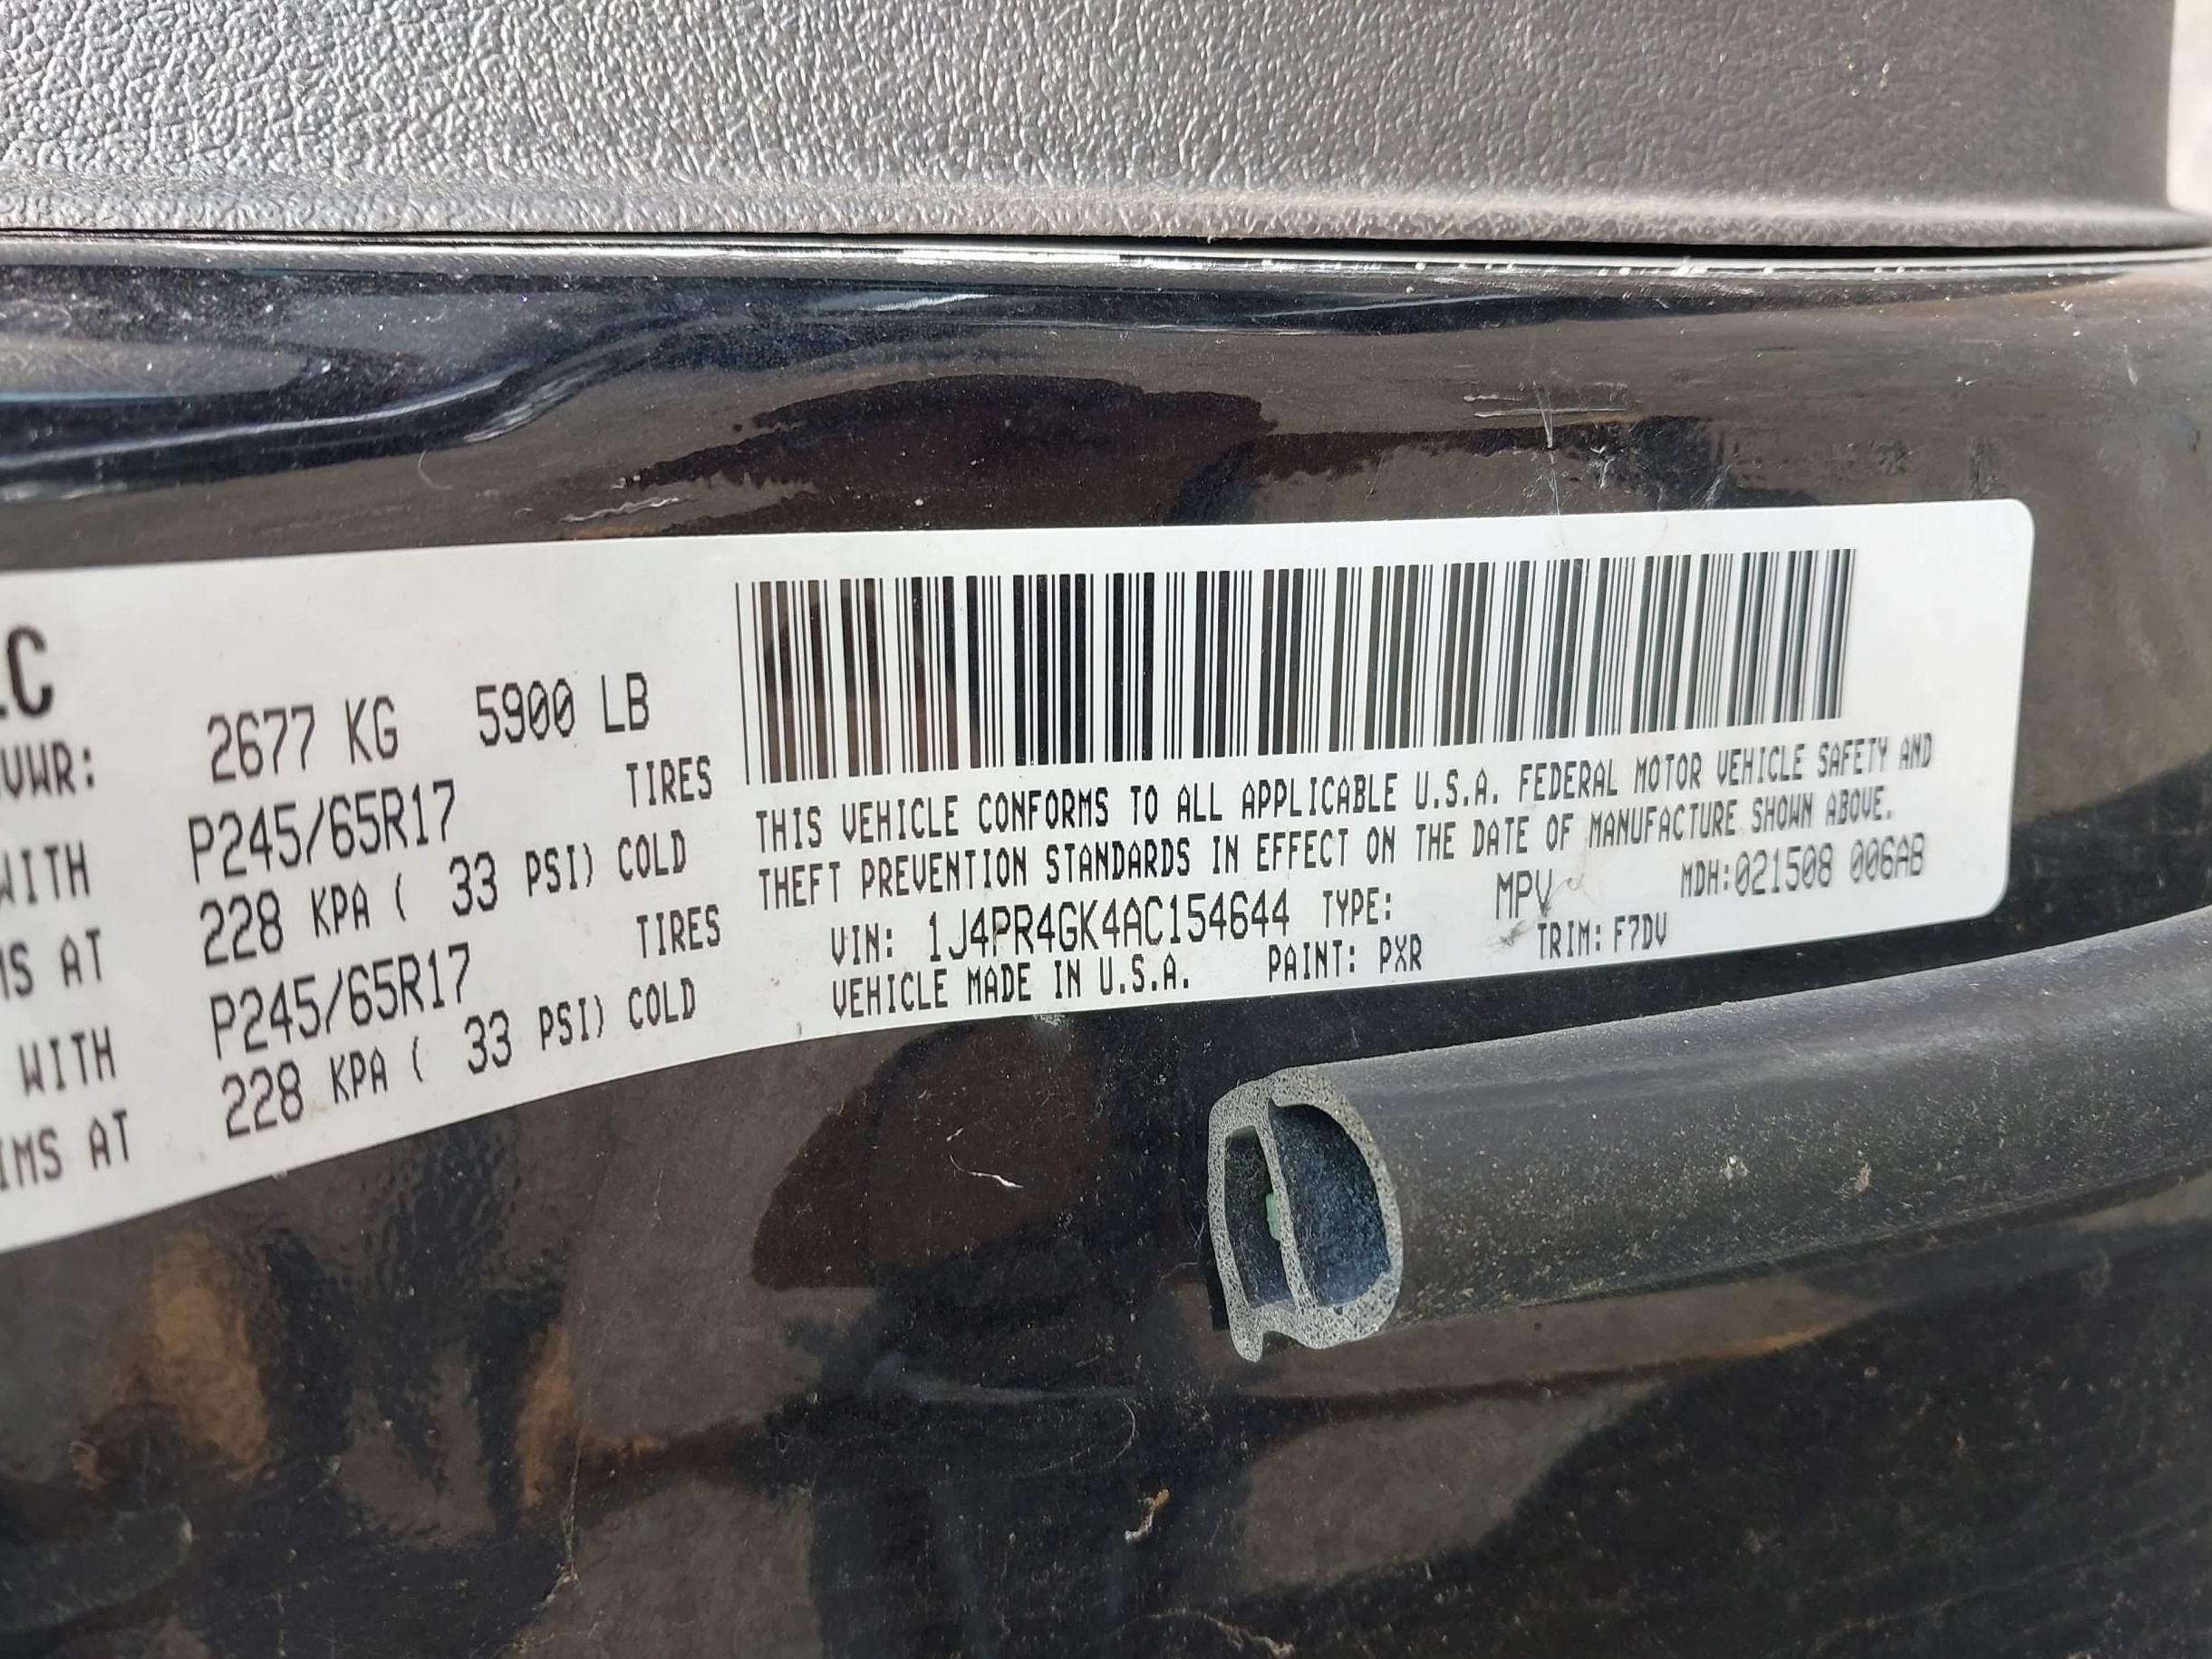 LC
VWR: 2677 KG 5900 LB
WITH P245/65R17 TIRES
MS AT 228 KPA ( 33 PSI) COLD
WITH P245/65R17 TIRES
IMS AT 228 KPA ( 33 PSI) COLD
THIS VEHICLE CONFORMS TO ALL APPLICABLE U.S.A. FEDERAL MOTOR VEHICLE SAFETY AND
THEFT PREVENTION STANDARDS IN EFFECT ON THE DATE OF MANUFACTURE SHOWN ABOVE.
VIN: 1J4PR4GK4AC154644 TYPE: MPV MDH:021508 006AB
VEHICLE MADE IN U.S.A. PAINT: PXR TRIM: F7DV